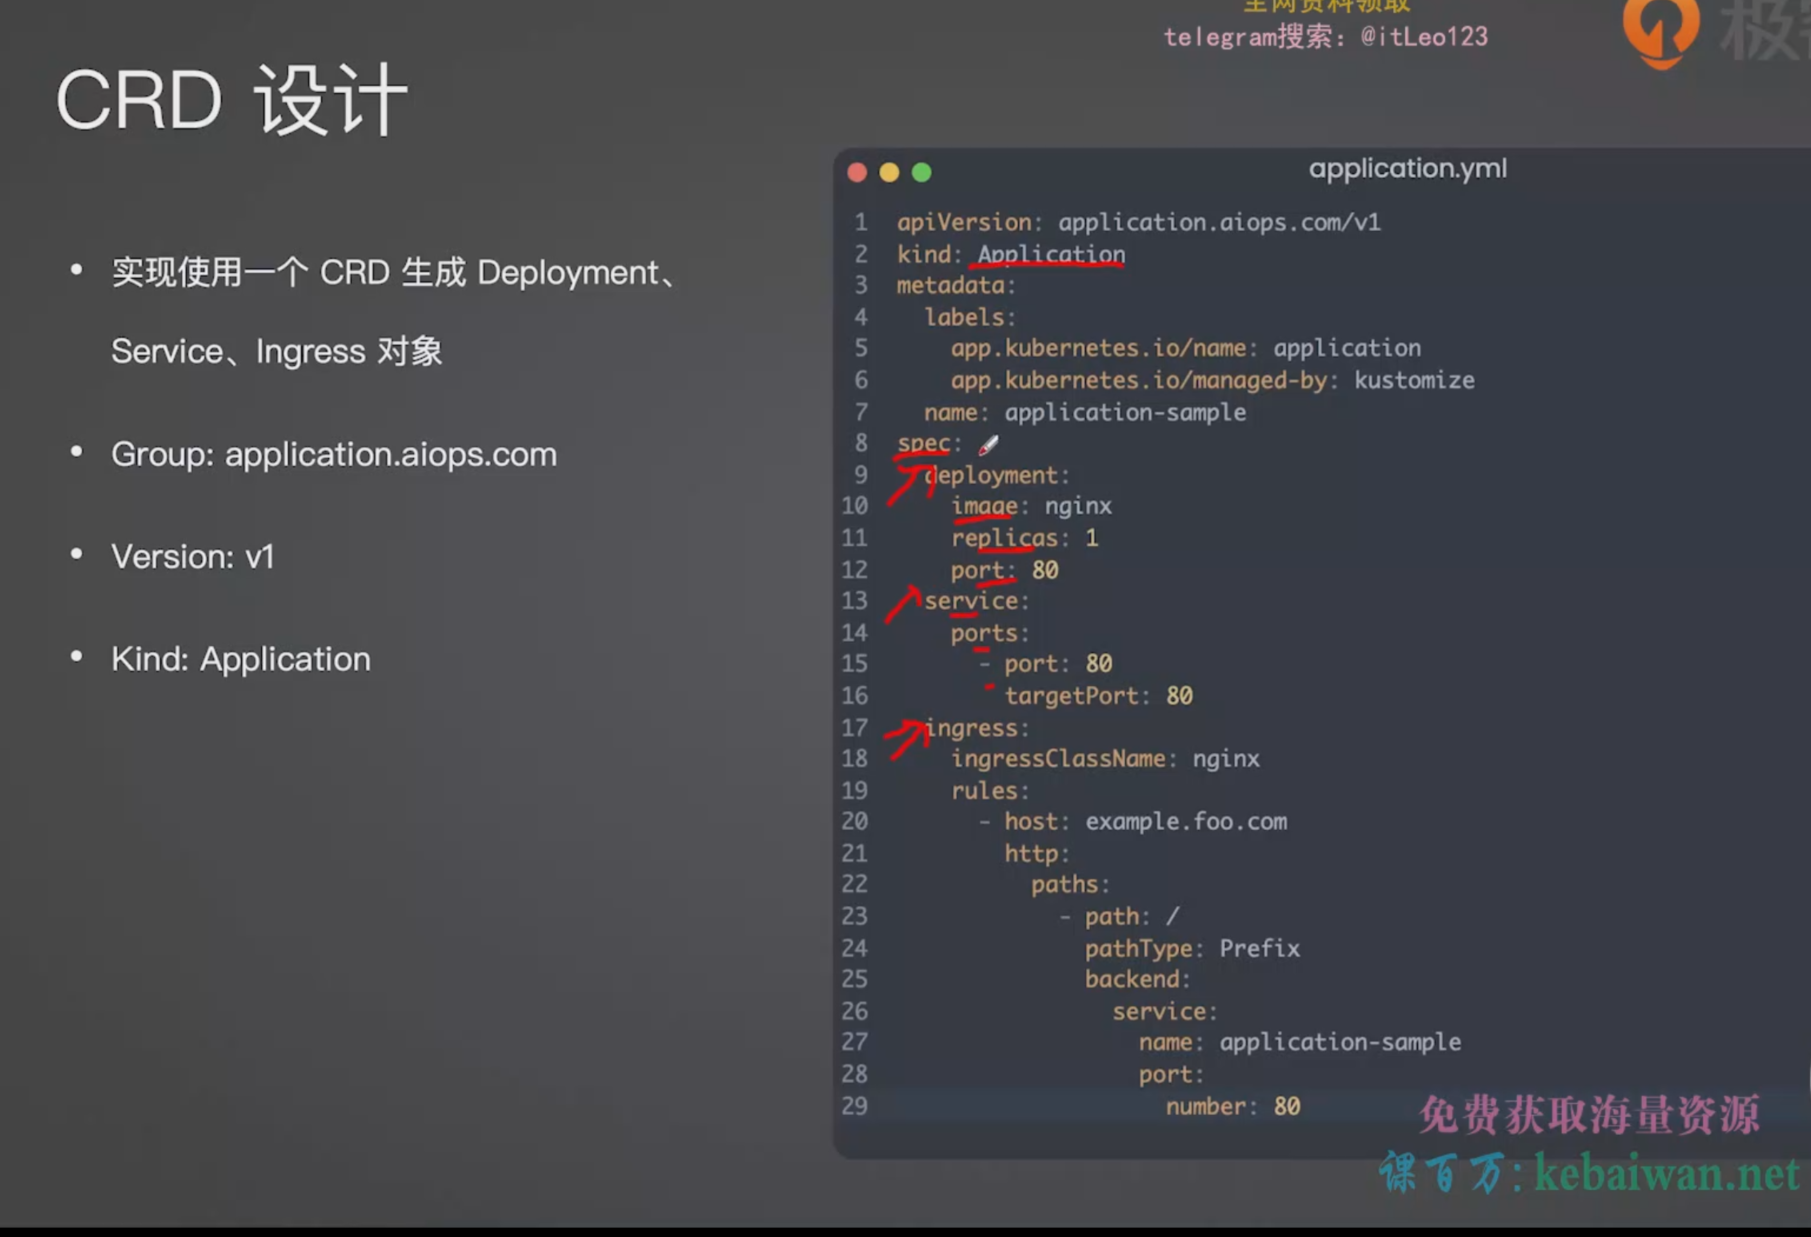 全网资料领取
telegram搜索：@itLeo123
CRD 设计
实现使用一个 CRD 生成 Deployment、
Service、Ingress 对象
Group: application.aiops.com
Version: v1
Kind: Application
application.yml
1 apiVersion: application.aiops.com/v1
2 kind: Application
3 metadata:
4   labels:
5     app.kubernetes.io/name: application
6     app.kubernetes.io/managed-by: kustomize
7   name: application-sample
8 spec:
9   deployment:
10     image: nginx
11     replicas: 1
12     port: 80
13   service:
14     ports:
15       - port: 80
16         targetPort: 80
17   ingress:
18     ingressClassName: nginx
19     rules:
20       - host: example.foo.com
21         http:
22           paths:
23             - path: /
24               pathType: Prefix
25               backend:
26                 service:
27                   name: application-sample
28                   port:
29                     number: 80
免费获取海量资源
课百万：kebaiwan.net